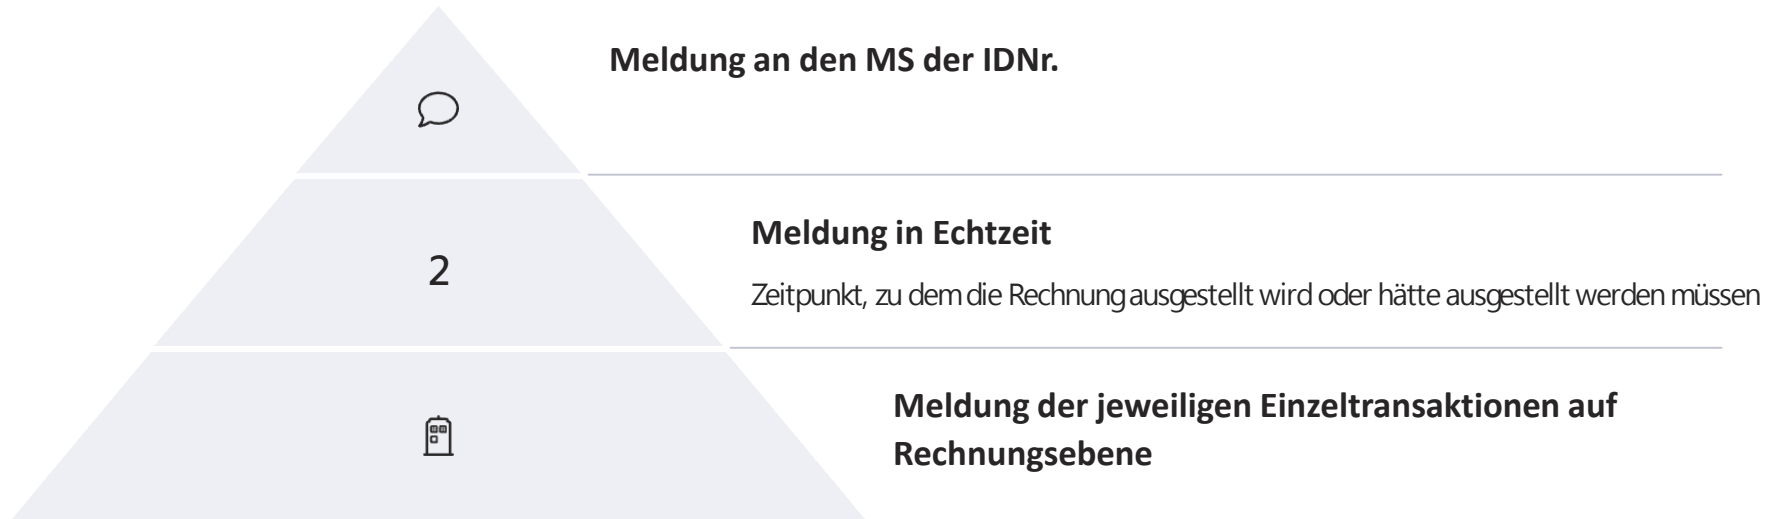 Meldung an den MS der IDNr.
2
Meldung in Echtzeit
Zeitpunkt, zu dem die Rechnung ausgestellt wird oder hätte ausgestellt werden müssen
Meldung der jeweiligen Einzeltransaktionen auf
Rechnungsebene